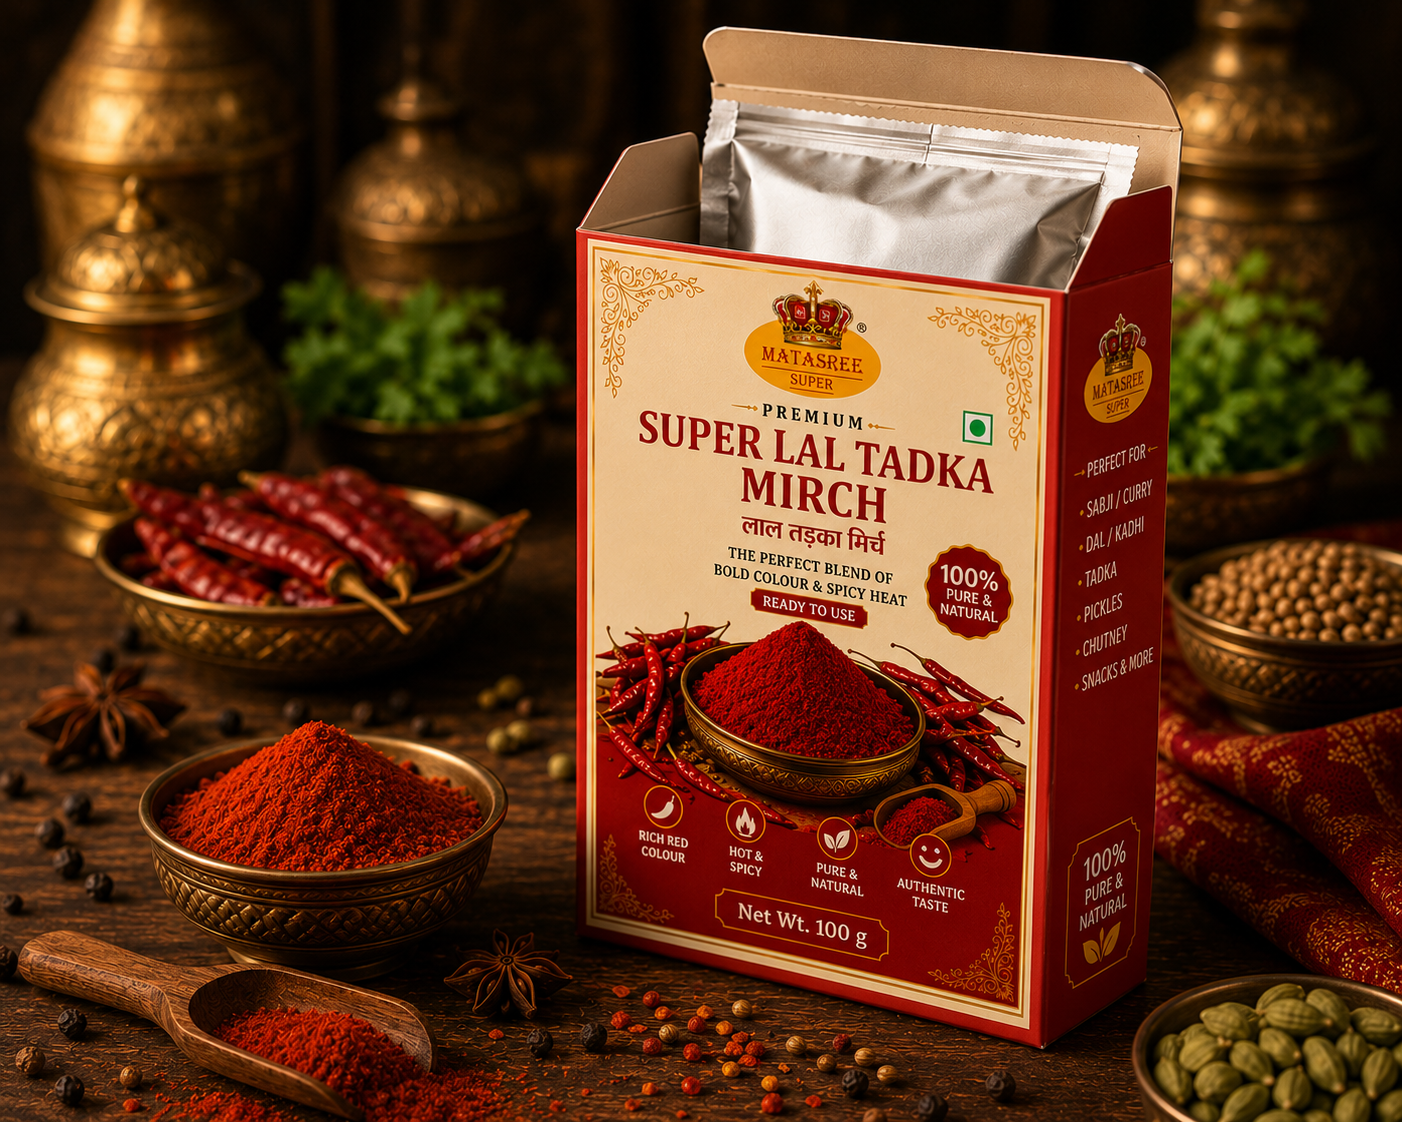 MATASREE
SUPER
®
PREMIUM
SUPER LAL TADKA
MIRCH
लाल तड़का मिर्च
THE PERFECT BLEND OF
BOLD COLOUR & SPICY HEAT
READY TO USE
100%
PURE &
NATURAL
RICH RED
COLOUR
HOT &
SPICY
PURE &
NATURAL
AUTHENTIC
TASTE
Net Wt. 100 g
MATASREE
SUPER
®
PERFECT FOR
• SABJI / CURRY
• DAL / KADHI
• TADKA
• PICKLES
• CHUTNEY
• SNACKS & MORE
100%
PURE &
NATURAL